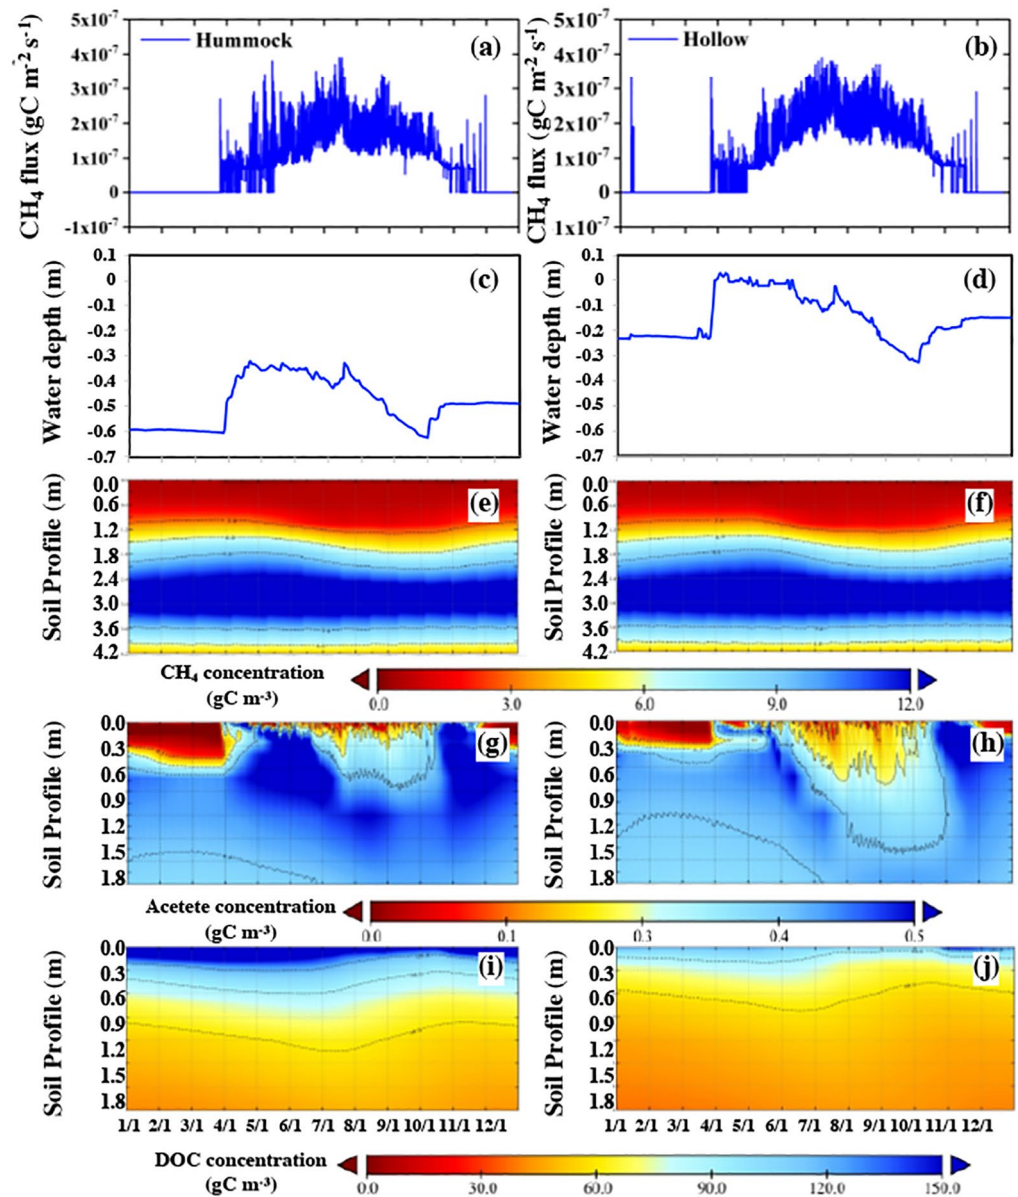 5x10-7 Hummock (a) 5x10-7 Hollow (b)
4x10-7 4x10-7
3x10-7 3x10-7
2x10-7 2x10-7
1x10-7 1x10-7
0 0
-1x10-7 -1x10-7
CH4 flux (gC m-2 s-1) CH4 flux (gC m-2 s-1)
0.1 (c) 0.1 (d)
0 0
-0.1 -0.1
-0.2 -0.2
-0.3 -0.3
-0.4 -0.4
-0.5 -0.5
-0.6 -0.6
-0.7 -0.7
Water depth (m) Water depth (m)
0.0 (e) 0.0 (f)
0.6 0.6
1.2 1.2
1.8 1.8
2.4 2.4
3.0 3.0
3.6 3.6
4.2 4.2
Soil Profile (m) Soil Profile (m)
CH4 concentration
(gC m-3)
0.0 3.0 6.0 9.0 12.0
0.0 (g) 0.0 (h)
0.3 0.3
0.6 0.6
0.9 0.9
1.2 1.2
1.5 1.5
1.8 1.8
Soil Profile (m) Soil Profile (m)
Acetete concentration
(gC m-3)
0.0 0.1 0.3 0.4 0.5
0.0 (i) 0.0 (j)
0.3 0.3
0.6 0.6
0.9 0.9
1.2 1.2
1.5 1.5
1.8 1.8
Soil Profile (m) Soil Profile (m)
1/1 2/1 3/1 4/1 5/1 6/1 7/1 8/1 9/1 10/1 11/1 12/1 1/1 2/1 3/1 4/1 5/1 6/1 7/1 8/1 9/1 10/1 11/1 12/1
DOC concentration
(gC m-3)
0.0 30.0 60.0 90.0 120.0 150.0